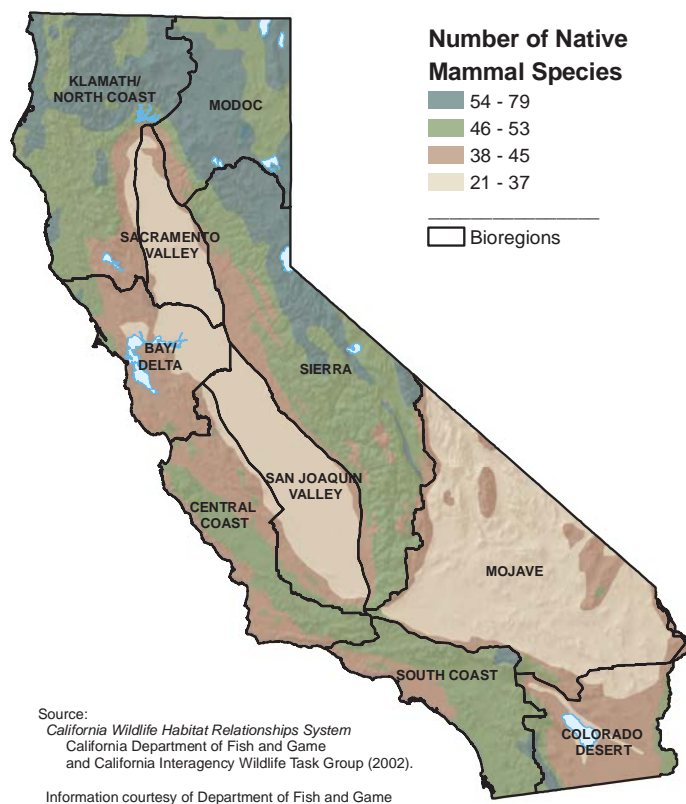 Number of Native
Mammal Species
54 - 79
46 - 53
38 - 45
21 - 37
Bioregions
KLAMATH/
NORTH COAST
MODOC
SACRAMENTO
VALLEY
BAY/
DELTA
SIERRA
SAN JOAQUIN
VALLEY
CENTRAL
COAST
MOJAVE
SOUTH COAST
COLORADO
DESERT
Source:
California Wildlife Habitat Relationships System
California Department of Fish and Game
and California Interagency Wildlife Task Group (2002).
Information courtesy of Department of Fish and Game